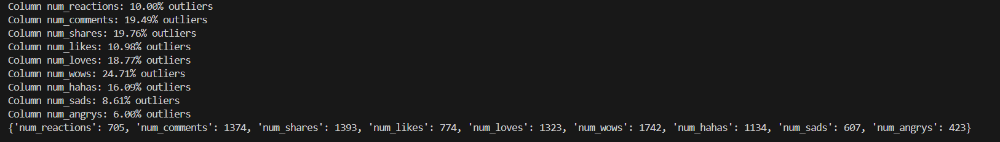 Column num_reactions: 10.00% outliers
Column num_comments: 19.49% outliers
Column num_shares: 19.76% outliers
Column num_likes: 10.98% outliers
Column num_loves: 18.77% outliers
Column num_wows: 24.71% outliers
Column num_hahas: 16.09% outliers
Column num_sads: 8.61% outliers
Column num_angrys: 6.00% outliers
{'num_reactions': 705, 'num_comments': 1374, 'num_shares': 1393, 'num_likes': 774, 'num_loves': 1323, 'num_wows': 1742, 'num_hahas': 1134, 'num_sads': 607, 'num_angrys': 423}